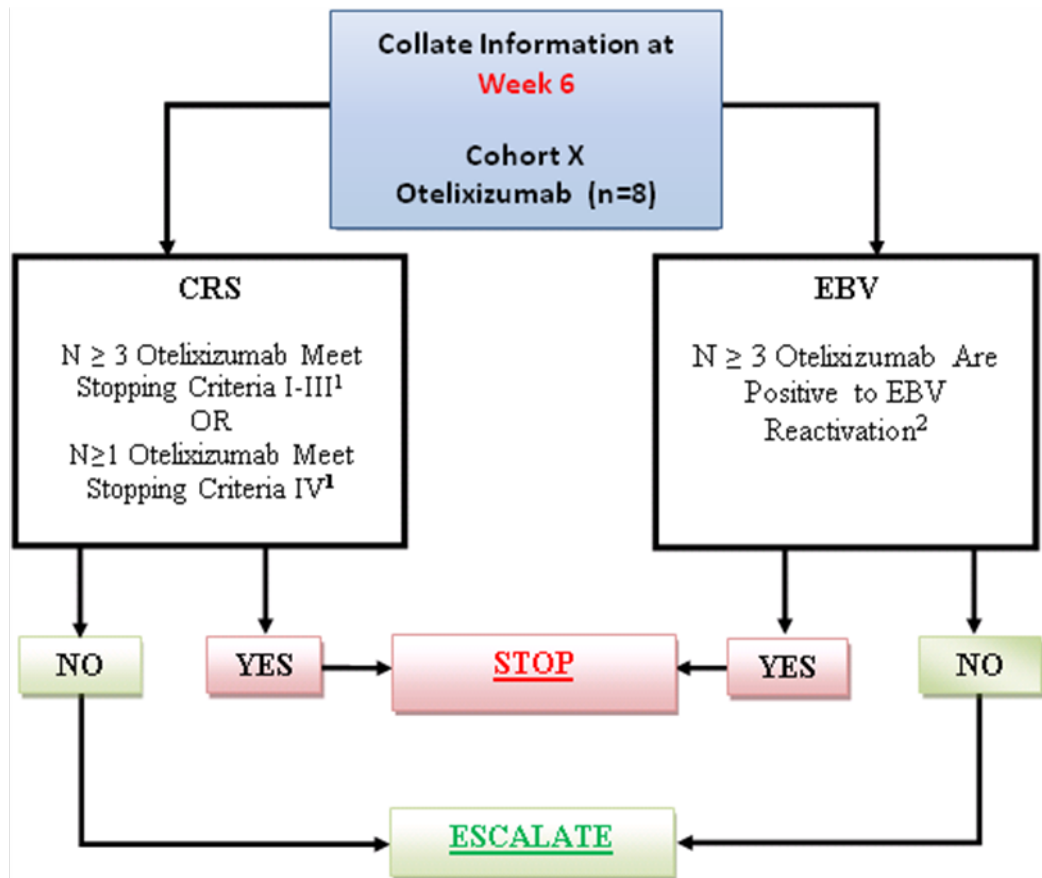 Collate Information at
Week 6
Cohort X
Otelixizumab (n=8)
CRS
N ≥ 3 Otelixizumab Meet
Stopping Criteria I-III¹
OR
N≥1 Otelixizumab Meet
Stopping Criteria IV¹
EBV
N ≥ 3 Otelixizumab Are
Positive to EBV
Reactivation²
NO
YES
STOP
YES
NO
ESCALATE